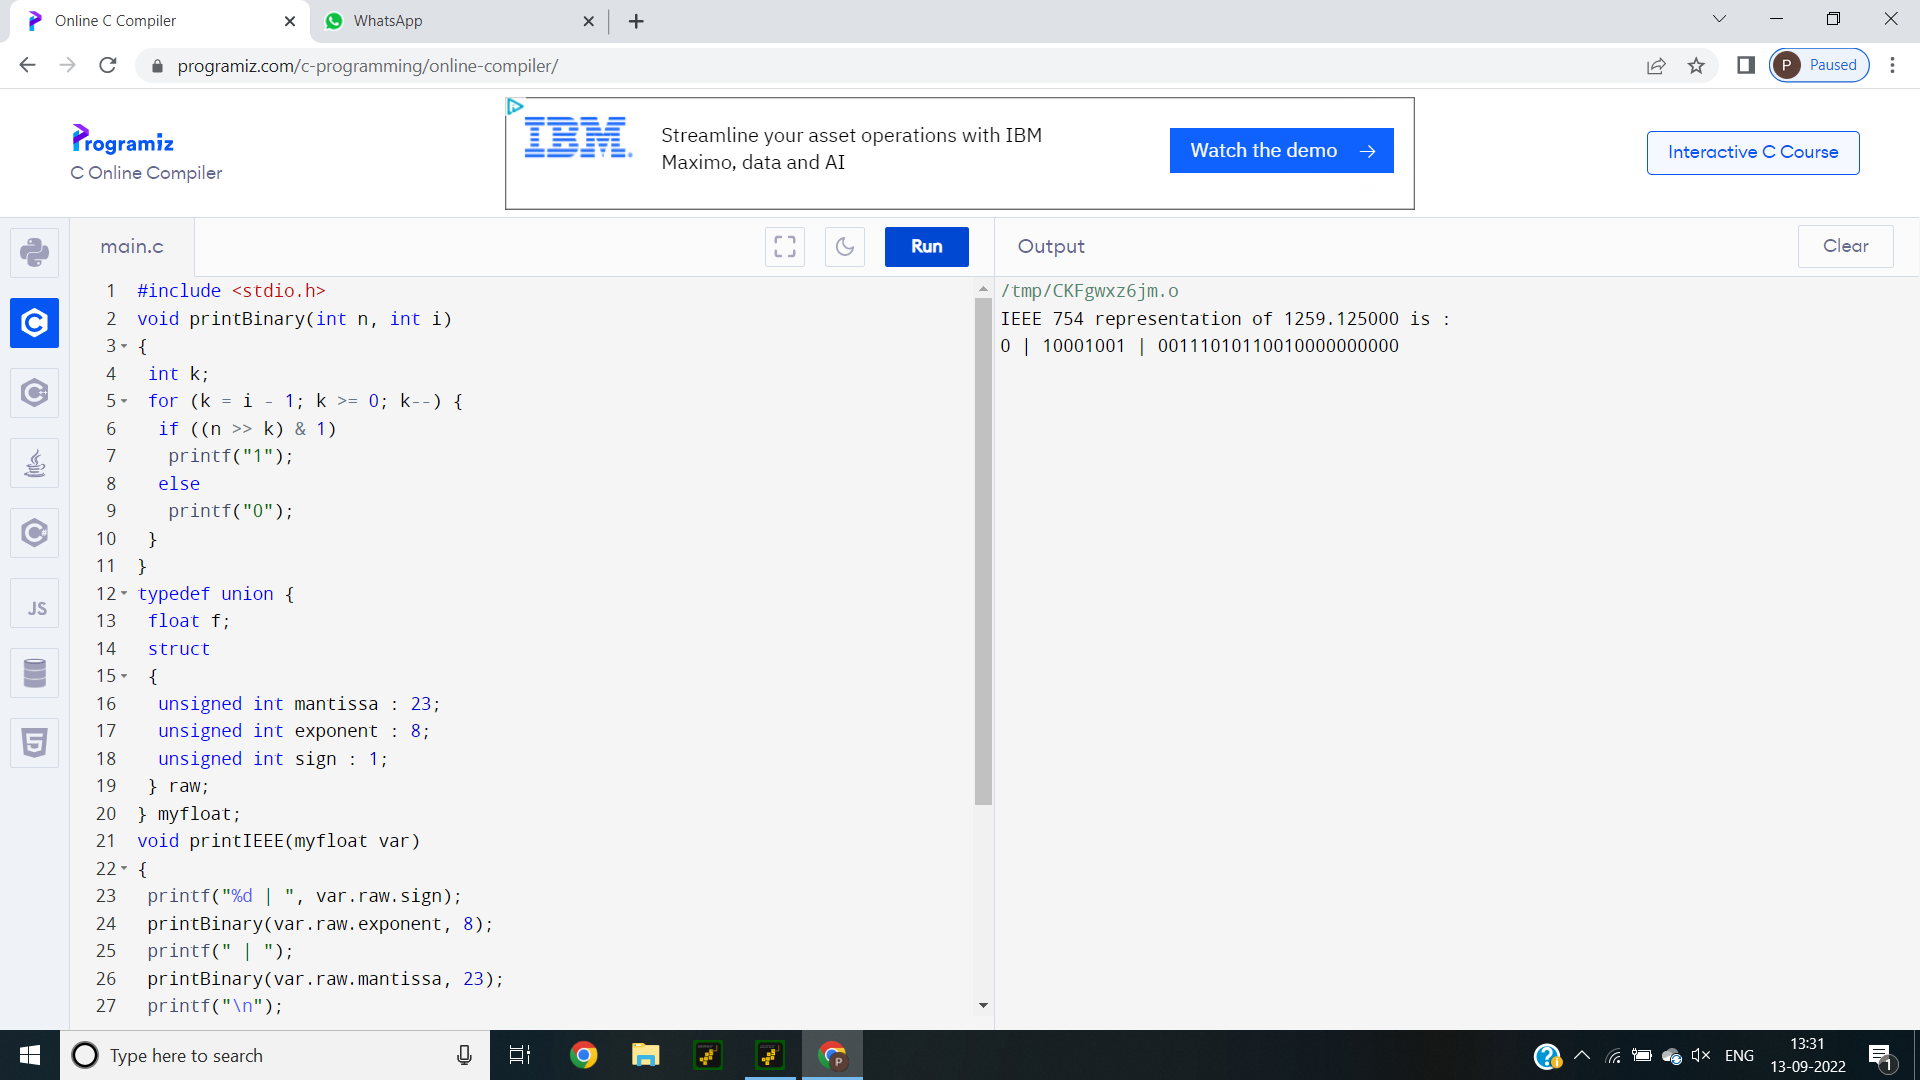 Online C Compiler
WhatsApp
programiz.com/c-programming/online-compiler/
P Paused
Programiz
C Online Compiler
IBM.
Streamline your asset operations with IBM
Maximo, data and AI
Watch the demo →
Interactive C Course
main.c
Run
Output
Clear
1 #include <stdio.h>
2 void printBinary(int n, int i)
3 {
4 int k;
5 for (k = i - 1; k >= 0; k--) {
6 if ((n >> k) & 1)
7 printf("1");
8 else
9 printf("0");
10 }
11 }
12 typedef union {
13 float f;
14 struct
15 {
16 unsigned int mantissa : 23;
17 unsigned int exponent : 8;
18 unsigned int sign : 1;
19 } raw;
20 } myfloat;
21 void printIEEE(myfloat var)
22 {
23 printf("%d | ", var.raw.sign);
24 printBinary(var.raw.exponent, 8);
25 printf(" | ");
26 printBinary(var.raw.mantissa, 23);
27 printf("\n");
/tmp/CKFgwxz6jm.o
IEEE 754 representation of 1259.125000 is :
0 | 10001001 | 00111010110010000000000
JS
Type here to search
P
ENG
13:31
13-09-2022
1